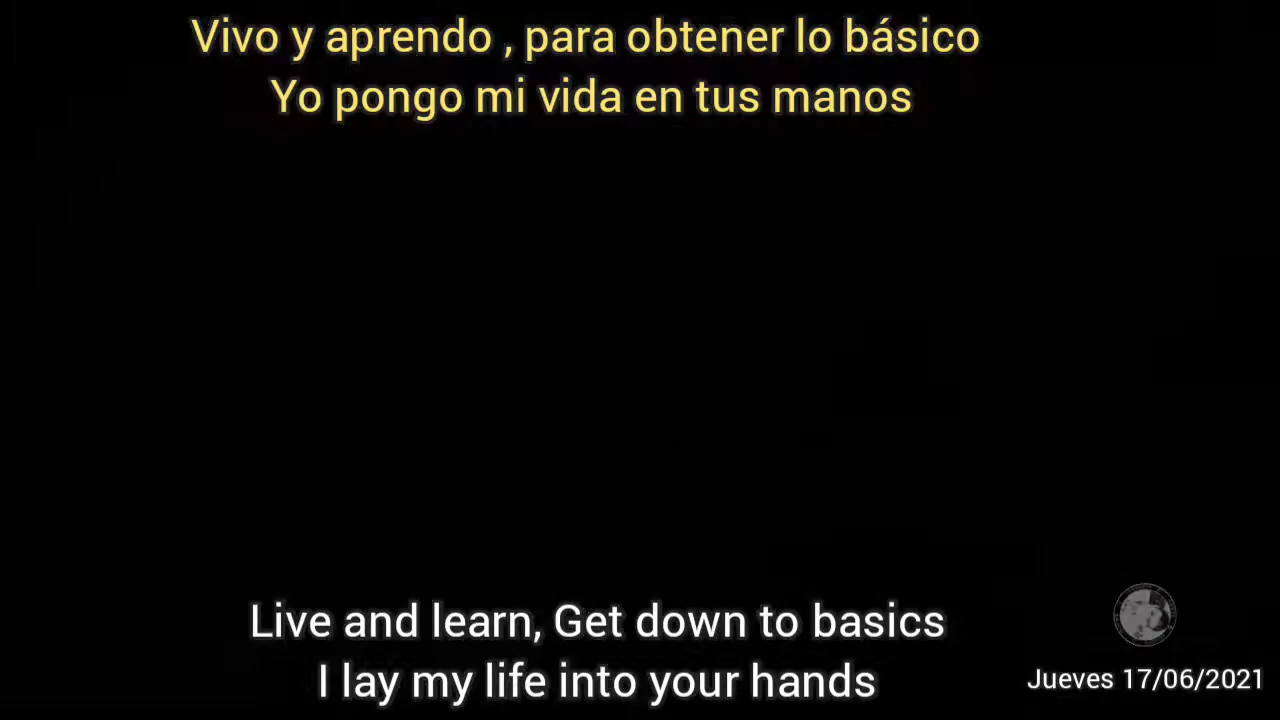 Vivo y aprendo , para obtener lo básico
Yo pongo mi vida en tus manos
Live and learn, Get down to basics
I lay my life into your hands
Jueves 17/06/2021